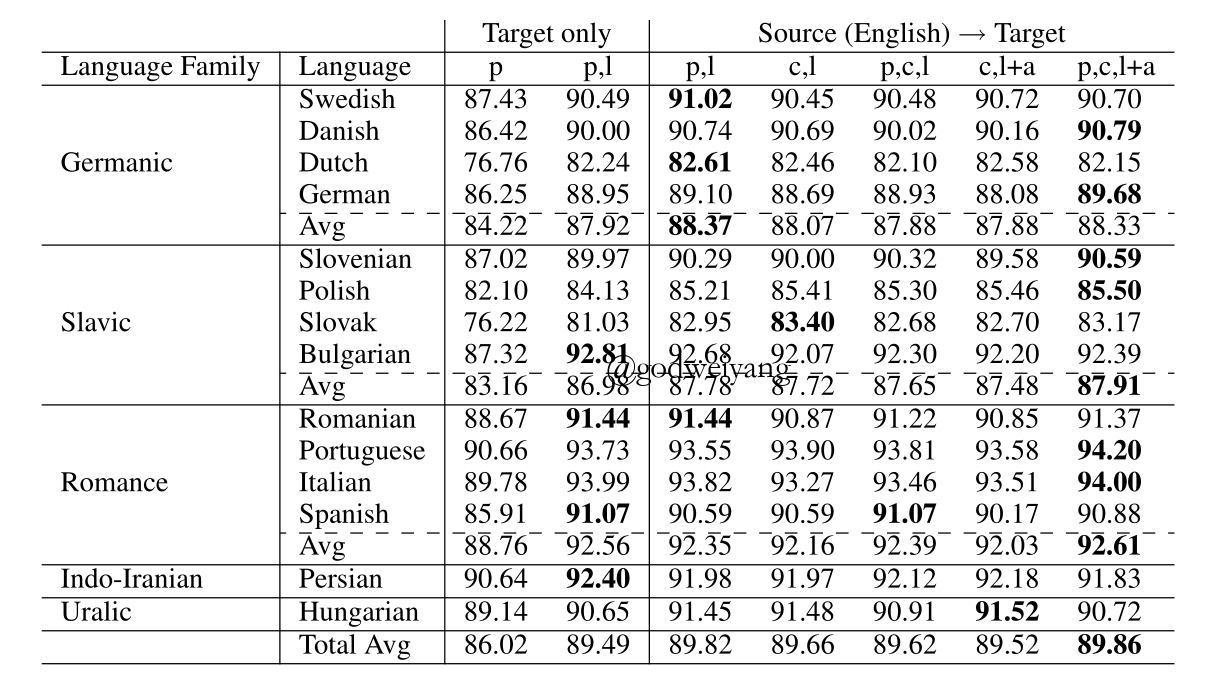 Target only Source (English) → Target
Language Family Language p p,l p,l c,l p,c,l c,l+a p,c,l+a
Swedish 87.43 90.49 91.02 90.45 90.48 90.72 90.70
Danish 86.42 90.00 90.74 90.69 90.02 90.16 90.79
Germanic Dutch 76.76 82.24 82.61 82.46 82.10 82.58 82.15
German 86.25 88.95 89.10 88.69 88.93 88.08 89.68
Avg 84.22 87.92 88.37 88.07 87.88 87.88 88.33
Slovenian 87.02 89.97 90.29 90.00 90.32 89.58 90.59
Polish 82.10 84.13 85.21 85.41 85.30 85.46 85.50
Slavic Slovak 76.22 81.03 82.95 83.40 82.68 82.70 83.17
Bulgarian 87.32 92.81 92.68 92.07 92.30 92.20 92.39
@godweiyang
Avg 83.16 86.98 87.78 87.72 87.65 87.48 87.91
Romanian 88.67 91.44 91.44 90.87 91.22 90.85 91.37
Portuguese 90.66 93.73 93.55 93.90 93.81 93.58 94.20
Romance Italian 89.78 93.99 93.82 93.27 93.46 93.51 94.00
Spanish 85.91 91.07 90.59 90.59 91.07 90.17 90.88
Avg 88.76 92.56 92.35 92.16 92.39 92.03 92.61
Indo-Iranian Persian 90.64 92.40 91.98 91.97 92.12 92.18 91.83
Uralic Hungarian 89.14 90.65 91.45 91.48 90.91 91.52 90.72
Total Avg 86.02 89.49 89.82 89.66 89.62 89.52 89.86